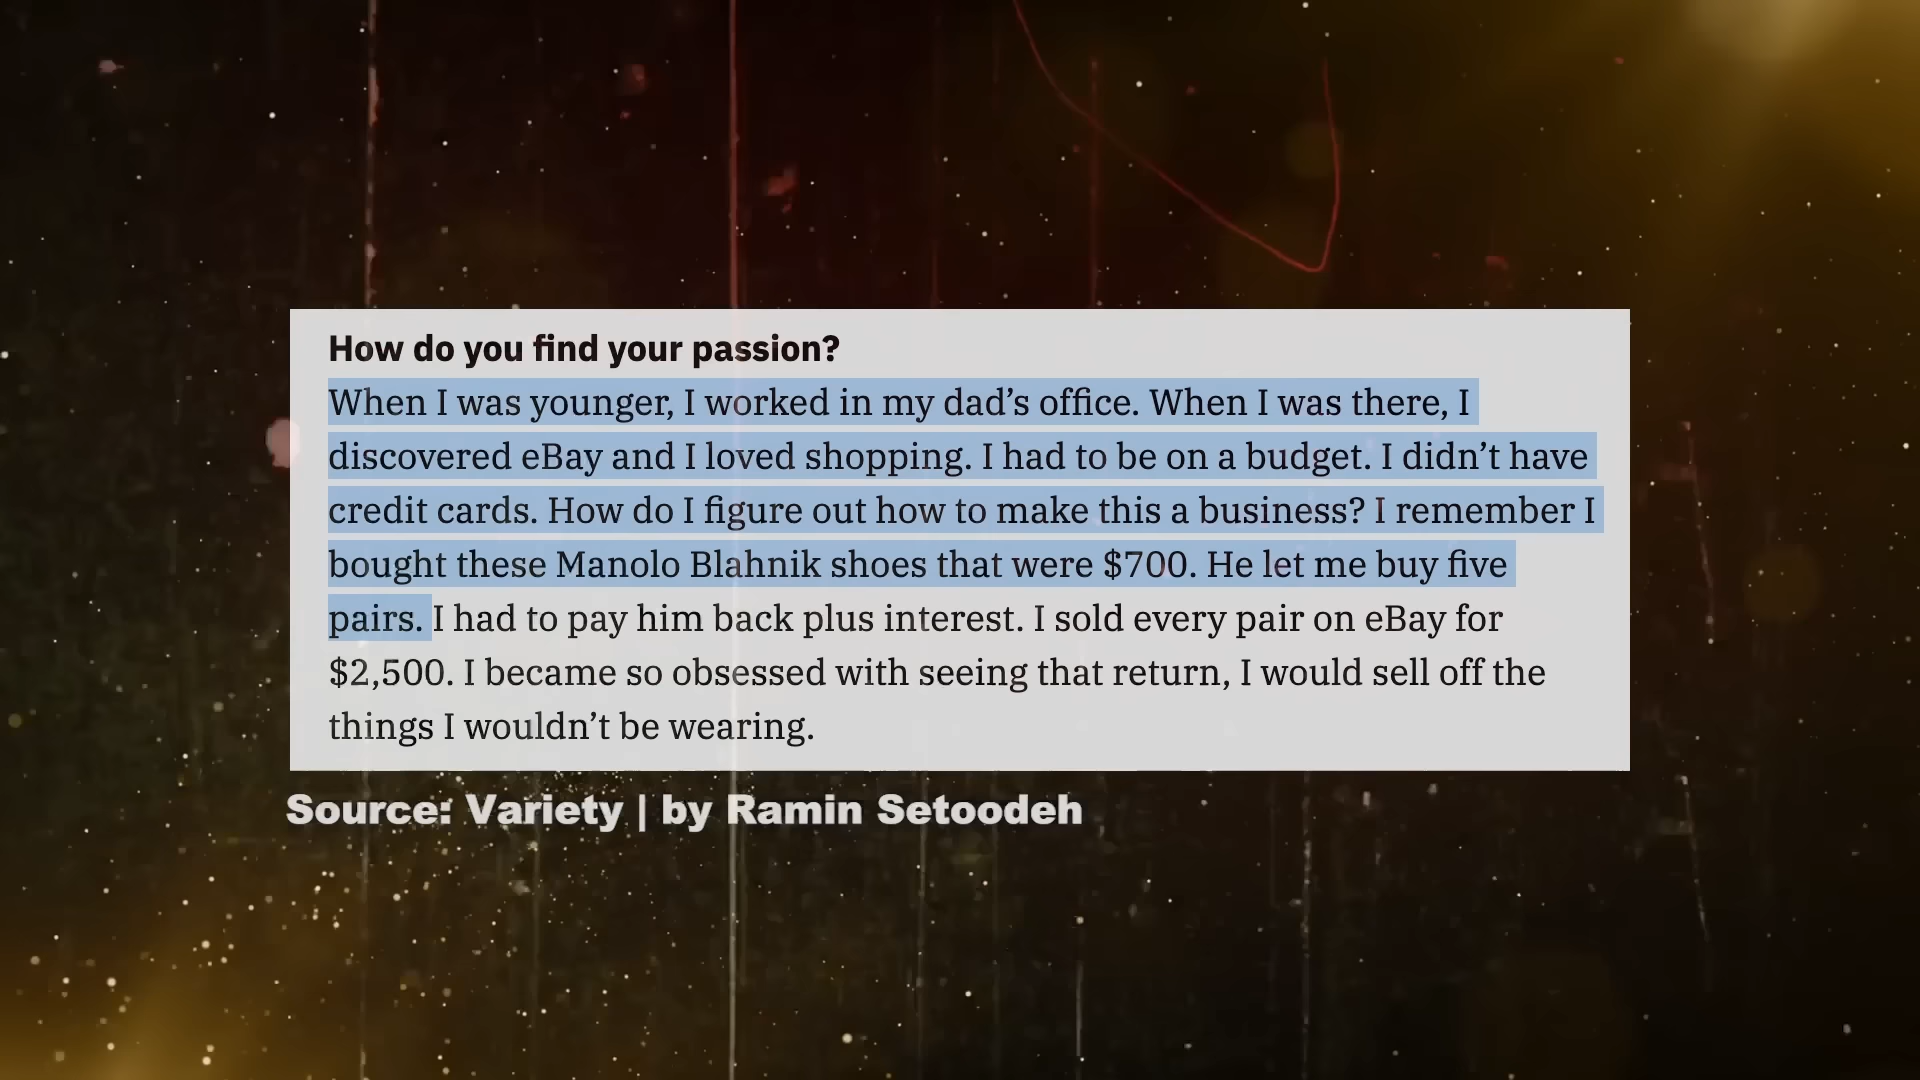 How do you find your passion?
When I was younger, I worked in my dad’s office. When I was there, I
discovered eBay and I loved shopping. I had to be on a budget. I didn’t have
credit cards. How do I figure out how to make this a business? I remember I
bought these Manolo Blahnik shoes that were $700. He let me buy five
pairs. I had to pay him back plus interest. I sold every pair on eBay for
$2,500. I became so obsessed with seeing that return, I would sell off the
things I wouldn’t be wearing.
Source: Variety | by Ramin Setoodeh